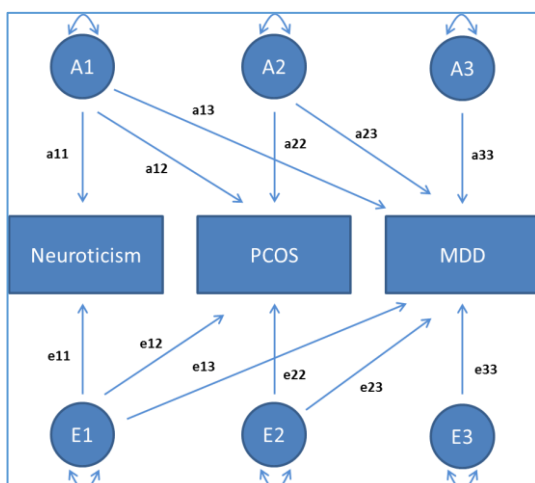 A1 A2 A3
a13
a11 a12 a22 a23 a33
Neuroticism PCOS MDD
e11 e12 e13 e22 e23 e33
E1 E2 E3